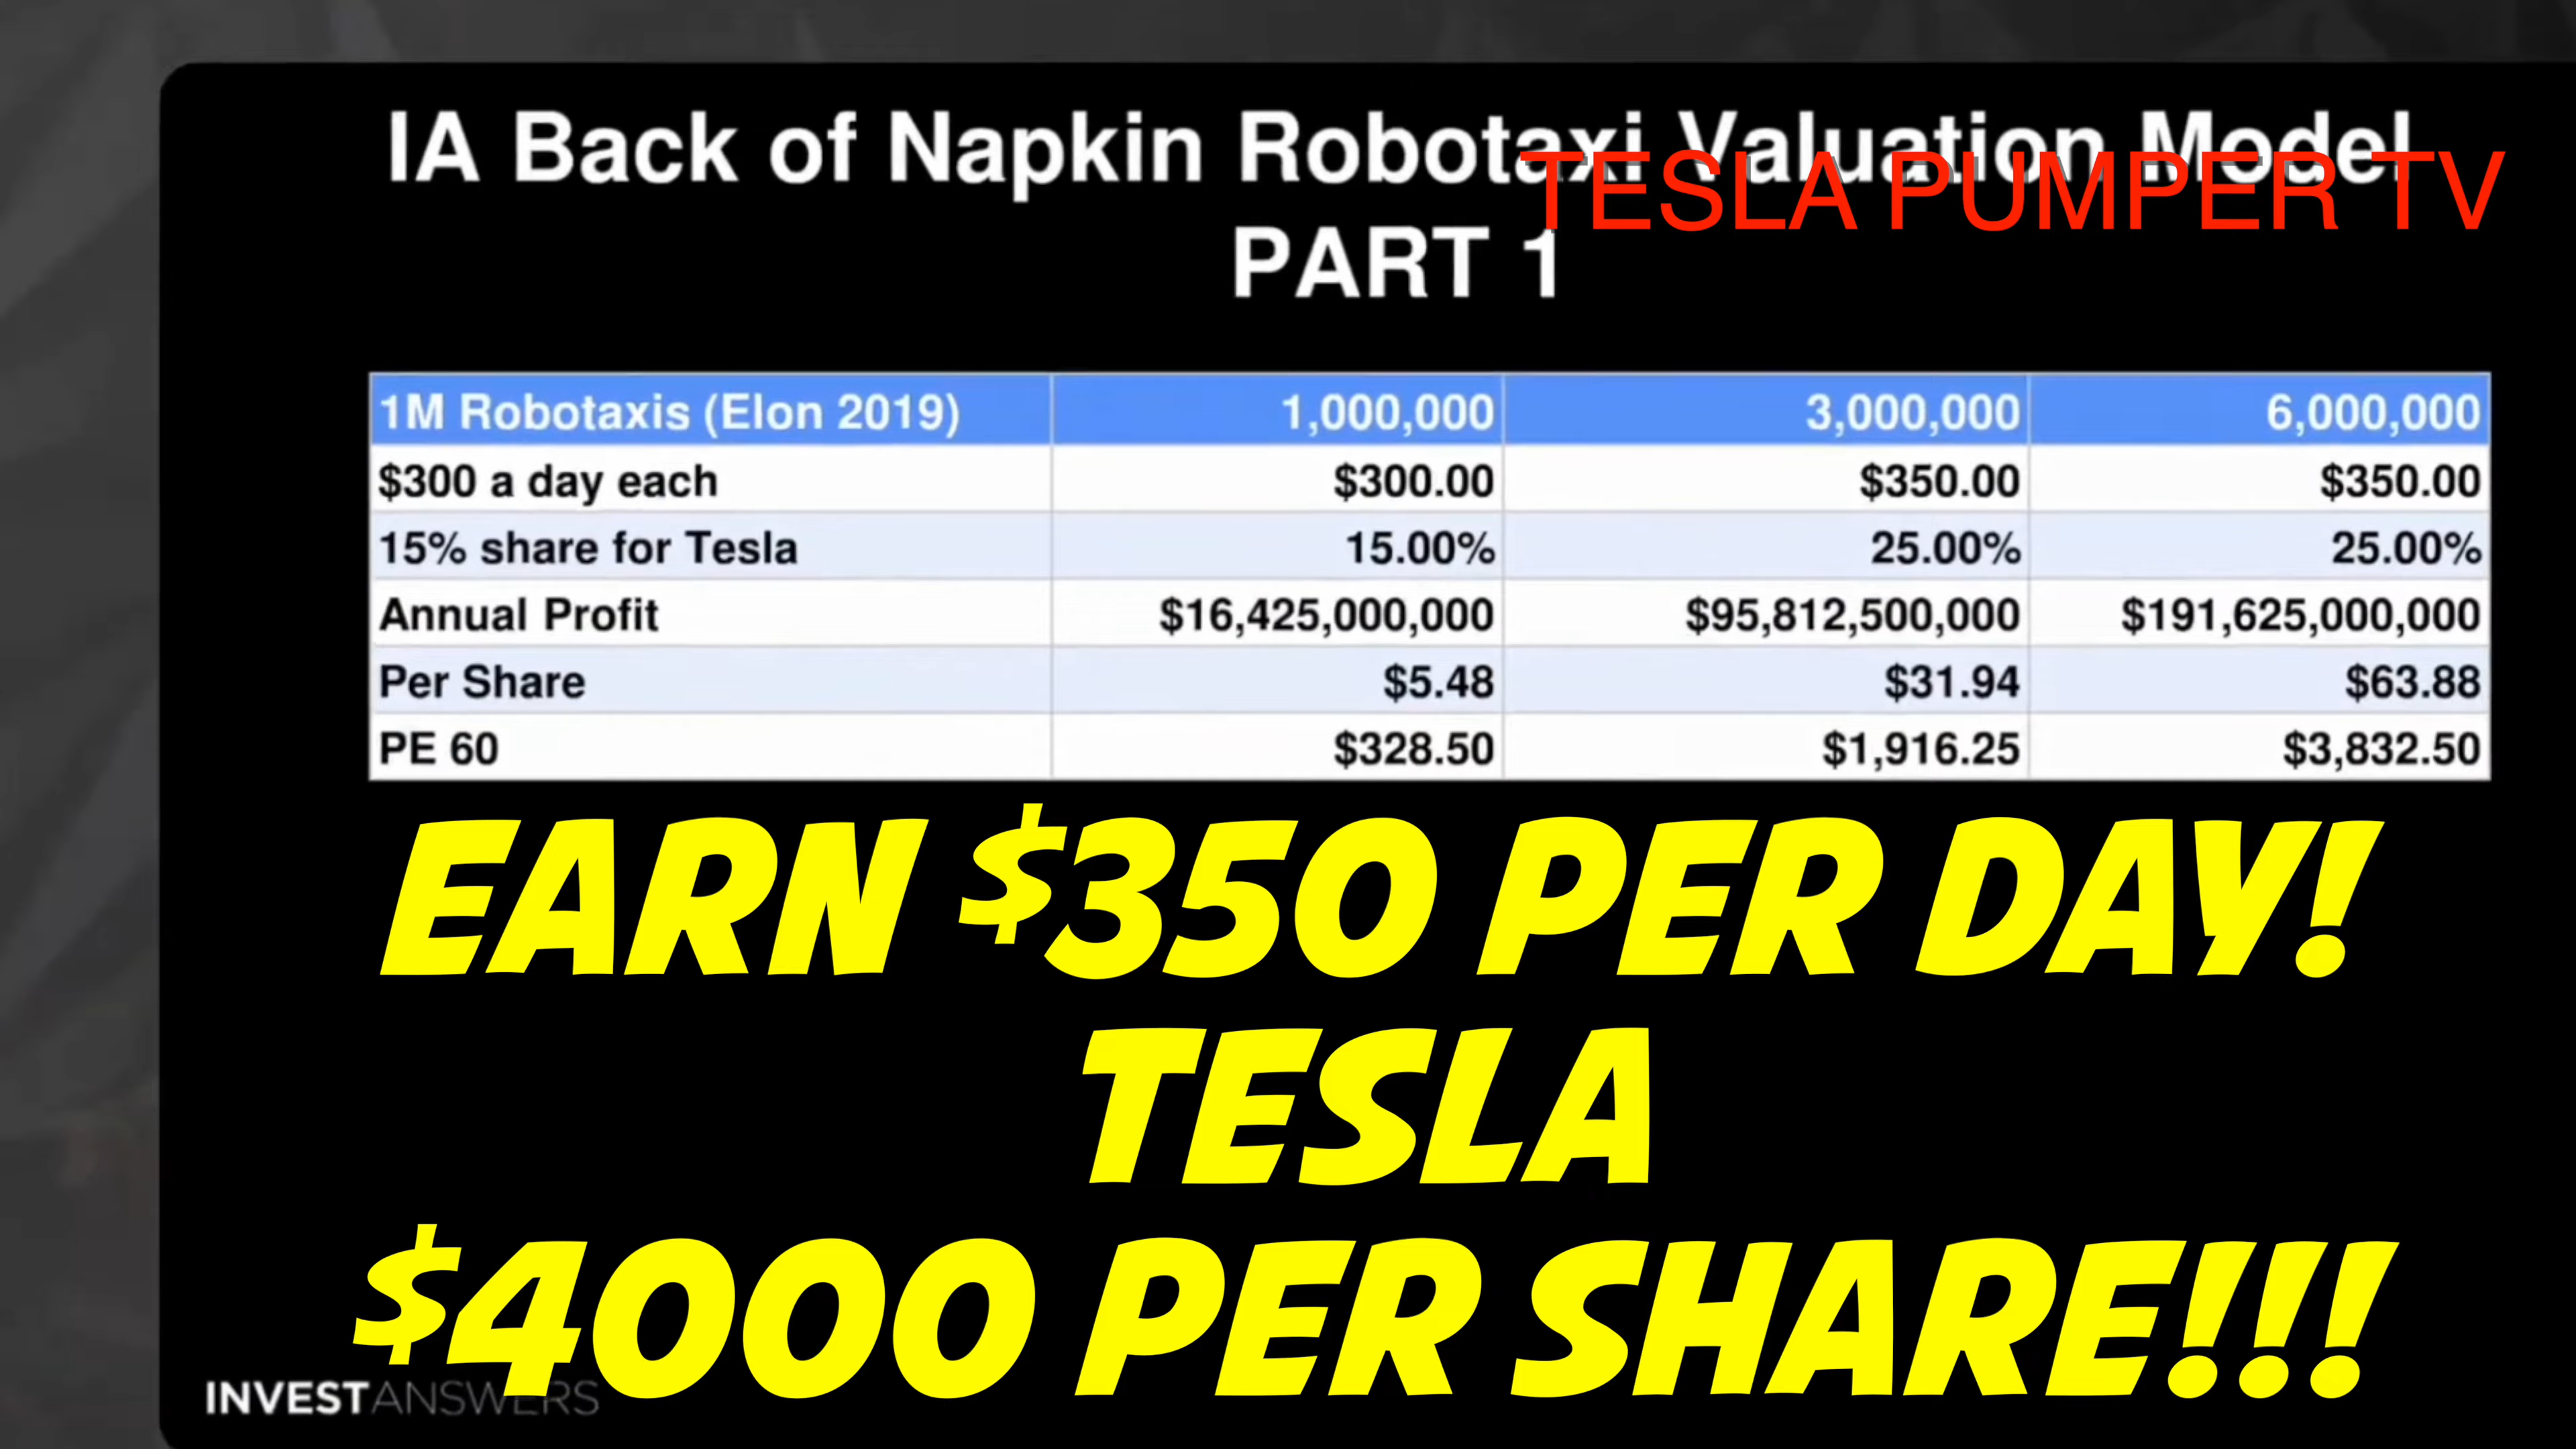 IA Back of Napkin Robotaxi Valuation Model
TESLA PUMPER TV
PART 1
1M Robotaxis (Elon 2019) 1,000,000 3,000,000 6,000,000
$300 a day each $300.00 $350.00 $350.00
15% share for Tesla 15.00% 25.00% 25.00%
Annual Profit $16,425,000,000 $95,812,500,000 $191,625,000,000
Per Share $5.48 $31.94 $63.88
PE 60 $328.50 $1,916.25 $3,832.50
EARN $350 PER DAY!
TESLA
$4000 PER SHARE!!!
INVESTANSWERS